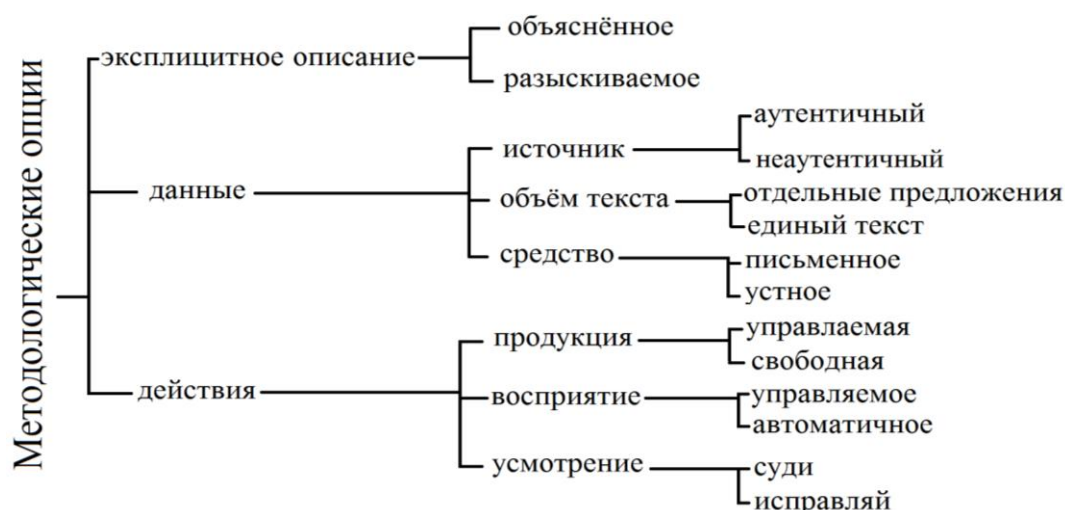 Методологические опции
эксплицитное описание
объяснённое
разыскиваемое
данные
источник
аутентичный
неаутентичный
объём текста
отдельные предложения
единый текст
средство
письменное
устное
действия
продукция
управлаемая
свободная
восприятие
управляемое
автоматичное
усмотрение
суди
исправляй